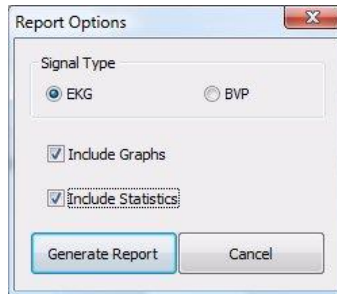 Report Options
Signal Type
EKG BVP
Include Graphs
Include Statistics
Generate Report Cancel